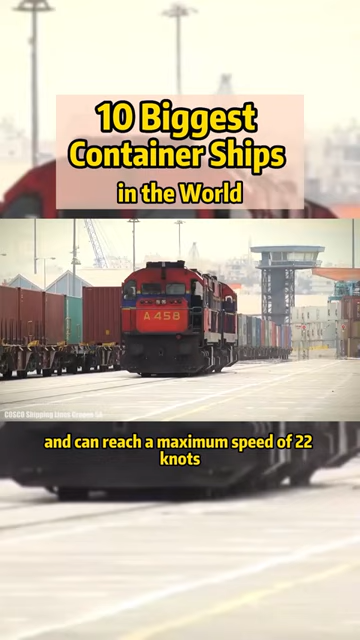 10 Biggest
Container Ships
in the World
A.458
COSCO Shipping Lines Greece SA
and can reach a maximum speed of 22
knots